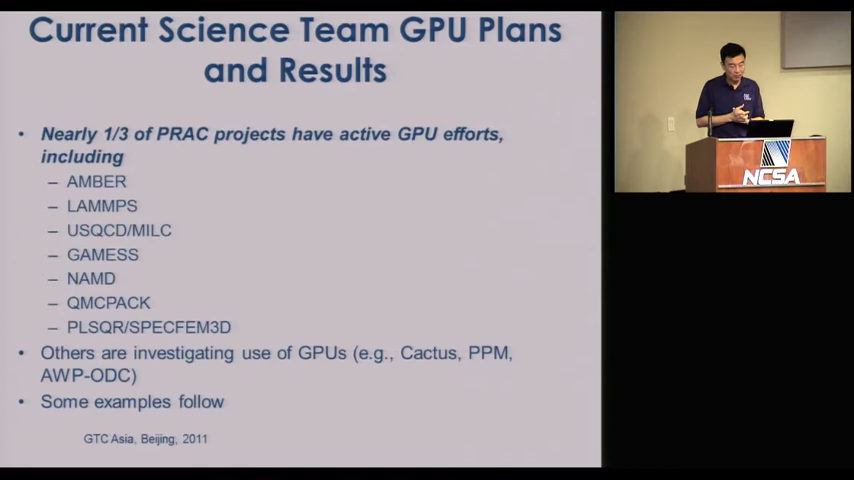 Current Science Team GPU Plans
and Results
• Nearly 1/3 of PRAC projects have active GPU efforts,
including
– AMBER
– LAMMPS
– USQCD/MILC
– GAMESS
– NAMD
– QMCPACK
– PLSQR/SPECFEM3D
• Others are investigating use of GPUs (e.g., Cactus, PPM,
AWP-ODC)
• Some examples follow
GTC Asia, Beijing, 2011
NCSA